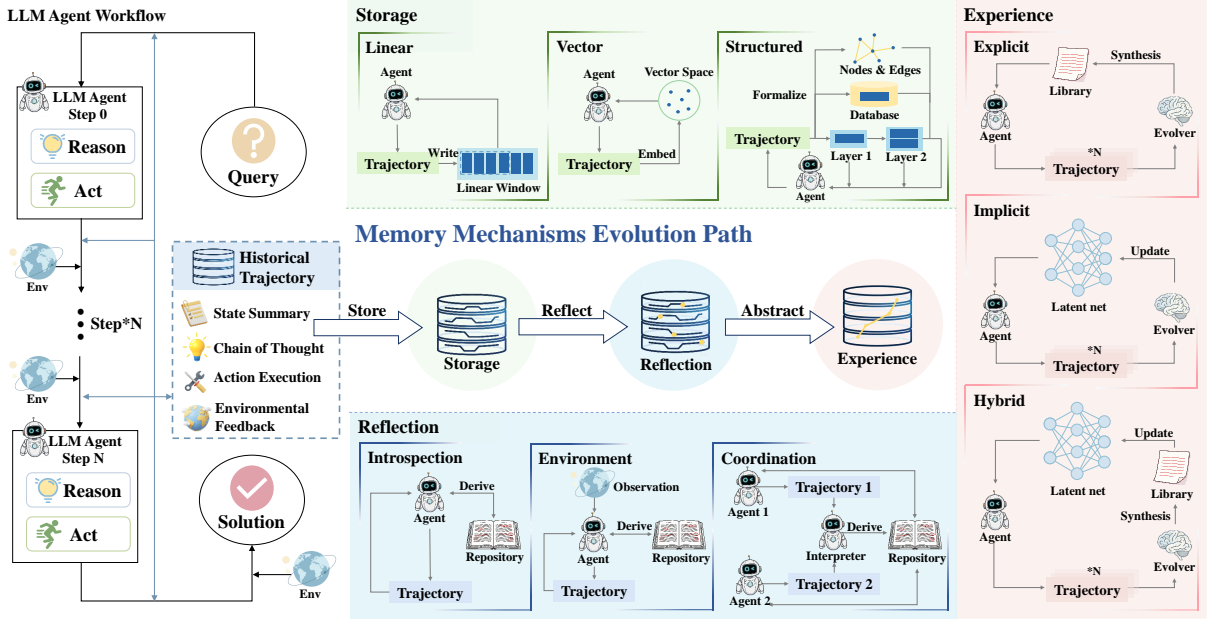 LLM Agent Workflow
LLM Agent
Step 0
Reason
Act
Query
Env
Step*N
Env
LLM Agent
Step N
Reason
Act
Solution
Env
Historical
Trajectory
State Summary
Chain of Thought
Action Execution
Environmental
Feedback
Storage
Linear
Agent
Trajectory
Write
Linear Window
Vector
Agent
Vector Space
Trajectory
Embed
Structured
Nodes & Edges
Formalize
Database
Trajectory
Layer 1
Layer 2
Agent
Memory Mechanisms Evolution Path
Store
Storage
Reflect
Reflection
Abstract
Experience
Reflection
Introspection
Agent
Derive
Repository
Trajectory
Environment
Observation
Agent
Derive
Repository
Trajectory
Coordination
Agent 1
Trajectory 1
Interpreter
Derive
Repository
Agent 2
Trajectory 2
Experience
Explicit
Synthesis
Library
Agent
Evolver
*N
Trajectory
Implicit
Update
Latent net
Agent
Evolver
*N
Trajectory
Hybrid
Update
Latent net
Library
Synthesis
Agent
Evolver
*N
Trajectory